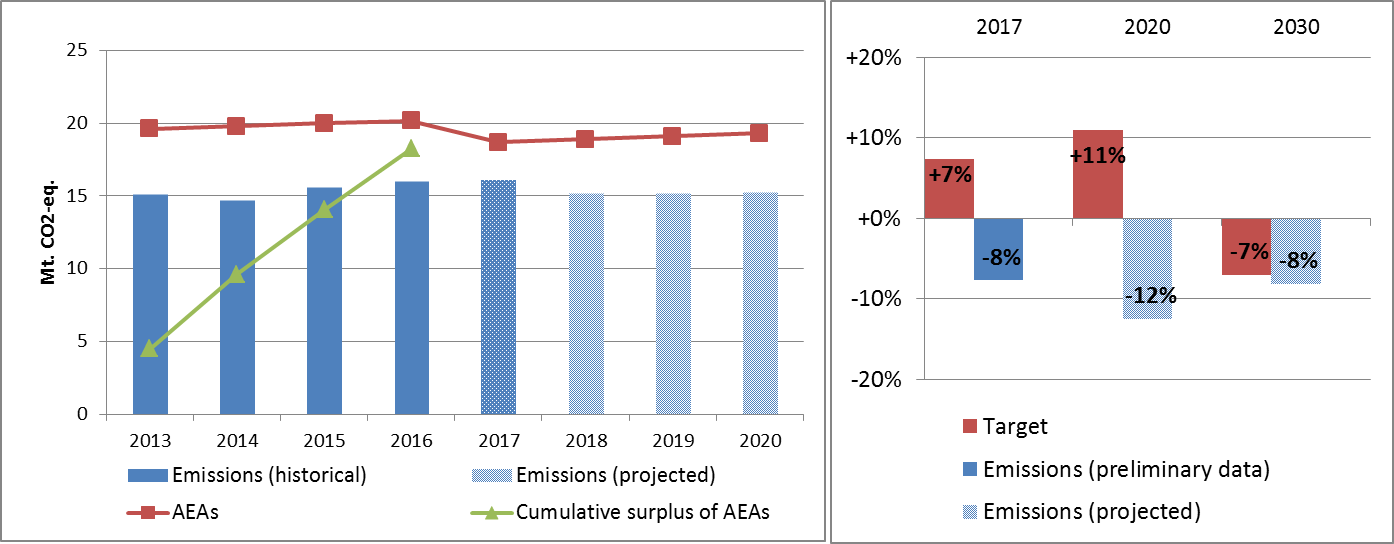 25
20
15
10
5
0
Mt. CO2-eq.
2013 2014 2015 2016 2017 2018 2019 2020
Emissions (historical) Emissions (projected)
AEAs Cumulative surplus of AEAs
2017 2020 2030
+20%
+10%
+0%
-10%
-20%
+7%
-8%
+11%
-12%
-7%
-8%
Target
Emissions (preliminary data)
Emissions (projected)